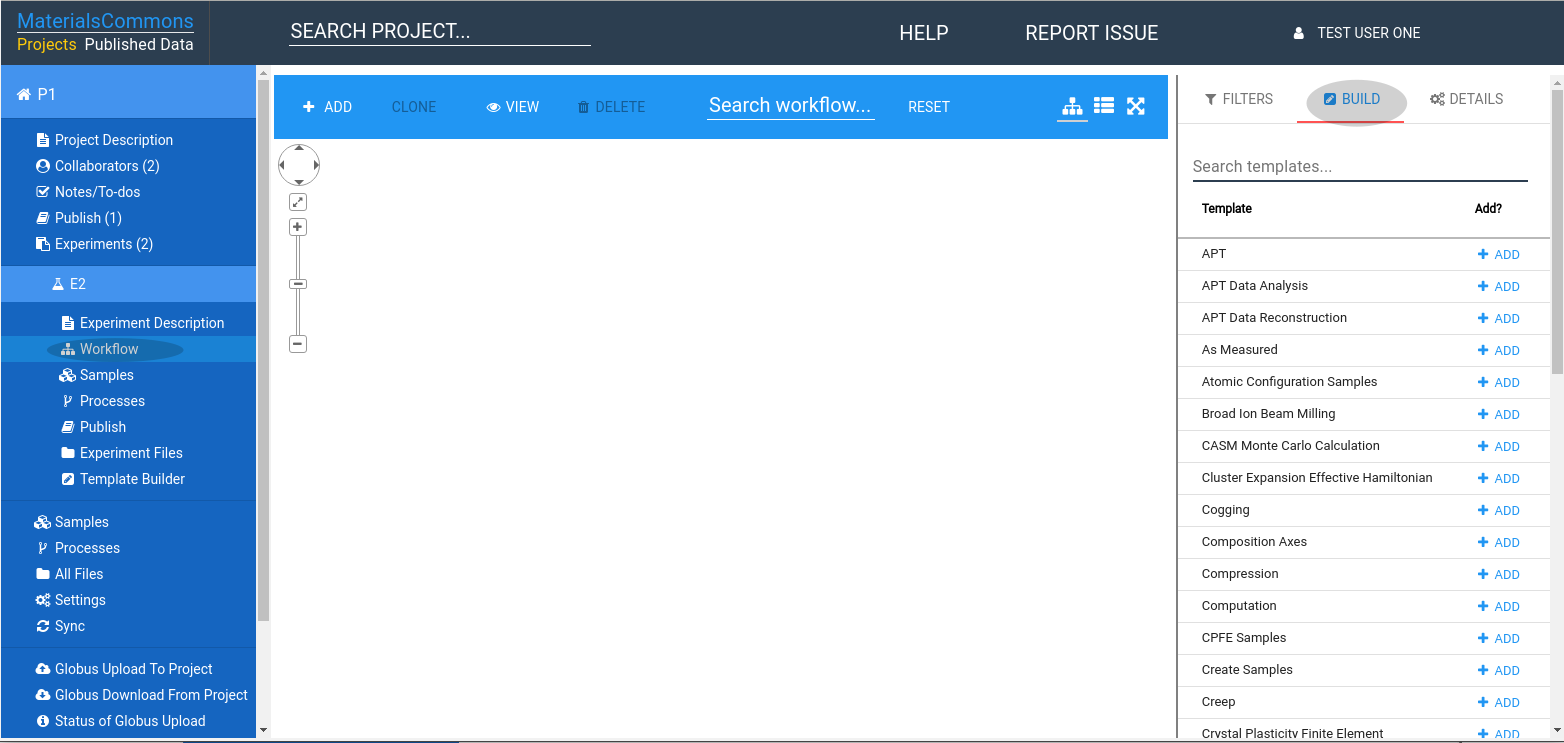 MaterialsCommons
Projects Published Data
SEARCH PROJECT...
HELP
REPORT ISSUE
TEST USER ONE
P1
Project Description
Collaborators (2)
Notes/To-dos
Publish (1)
Experiments (2)
E2
Experiment Description
Workflow
Samples
Processes
Publish
Experiment Files
Template Builder
Samples
Processes
All Files
Settings
Sync
Globus Upload To Project
Globus Download From Project
Status of Globus Upload
ADD
CLONE
VIEW
DELETE
Search workflow...
RESET
FILTERS
BUILD
DETAILS
Search templates...
Template Add?
APT ADD
APT Data Analysis ADD
APT Data Reconstruction ADD
As Measured ADD
Atomic Configuration Samples ADD
Broad Ion Beam Milling ADD
CASM Monte Carlo Calculation ADD
Cluster Expansion Effective Hamiltonian ADD
Cogging ADD
Composition Axes ADD
Compression ADD
Computation ADD
CPFE Samples ADD
Create Samples ADD
Creep ADD
Crystal Plasticity Finite Element ADD